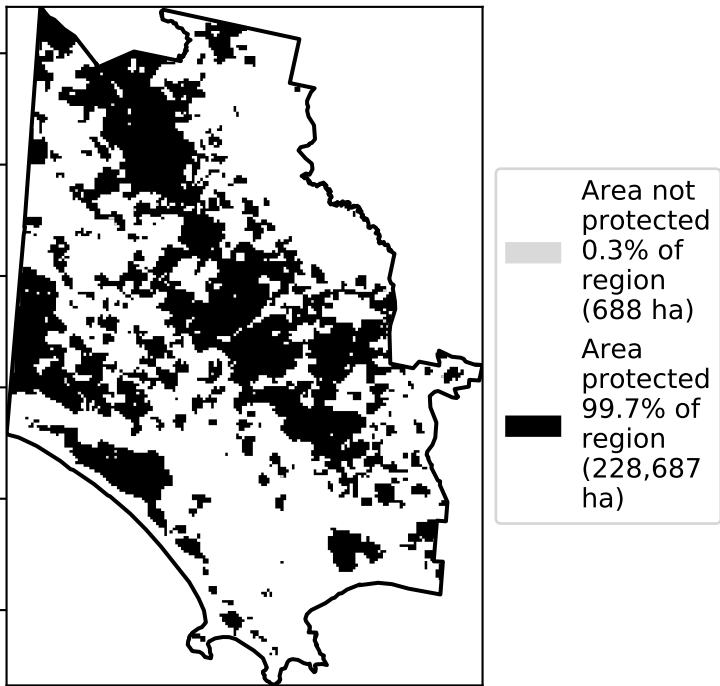 Area not
protected
0.3% of
region
(688 ha)
Area
protected
99.7% of
region
(228,687
ha)